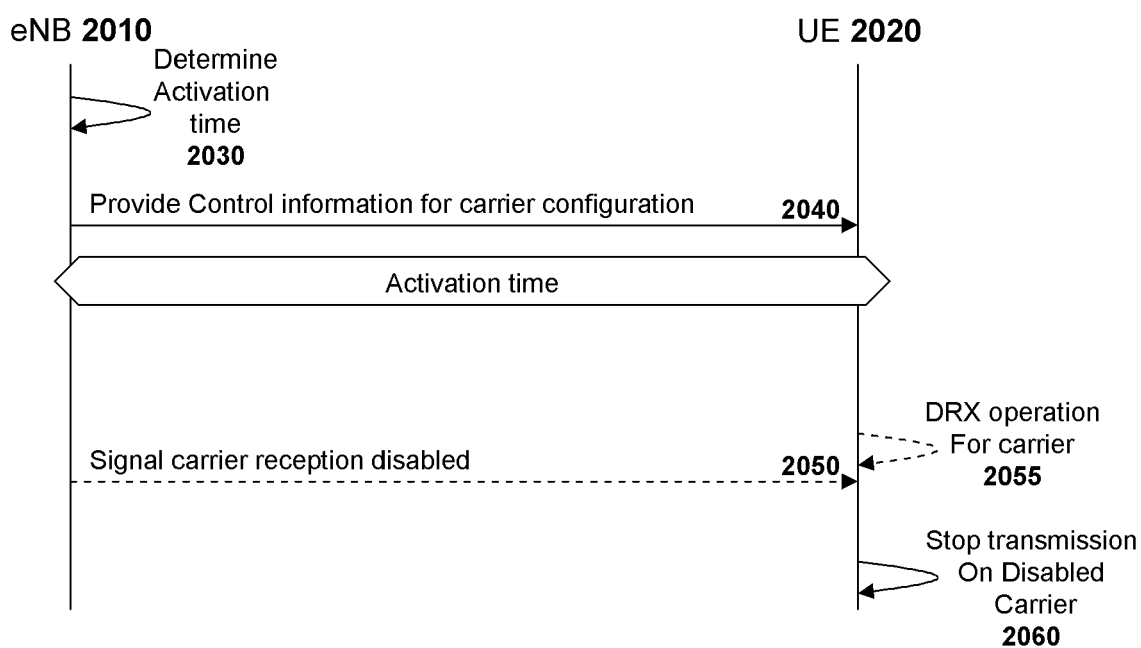 eNB 2010
UE 2020
Determine
Activation
time
2030
Provide Control information for carrier configuration
2040
Activation time
DRX operation
For carrier
2055
Signal carrier reception disabled
2050
Stop transmission
On Disabled
Carrier
2060